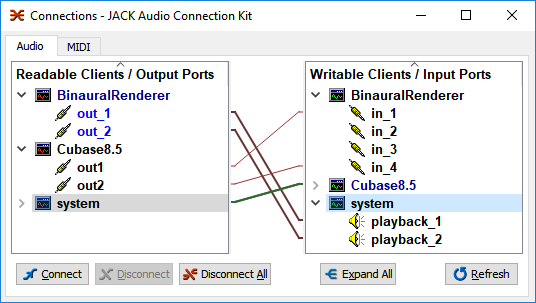 Connections - JACK Audio Connection Kit
Audio MIDI
Readable Clients / Output Ports
BinauralRenderer
out_1
out_2
Cubase8.5
out1
out2
system
Writable Clients / Input Ports
BinauralRenderer
in_1
in_2
in_3
in_4
Cubase8.5
system
playback_1
playback_2
Connect Disconnect Disconnect All Expand All Refresh